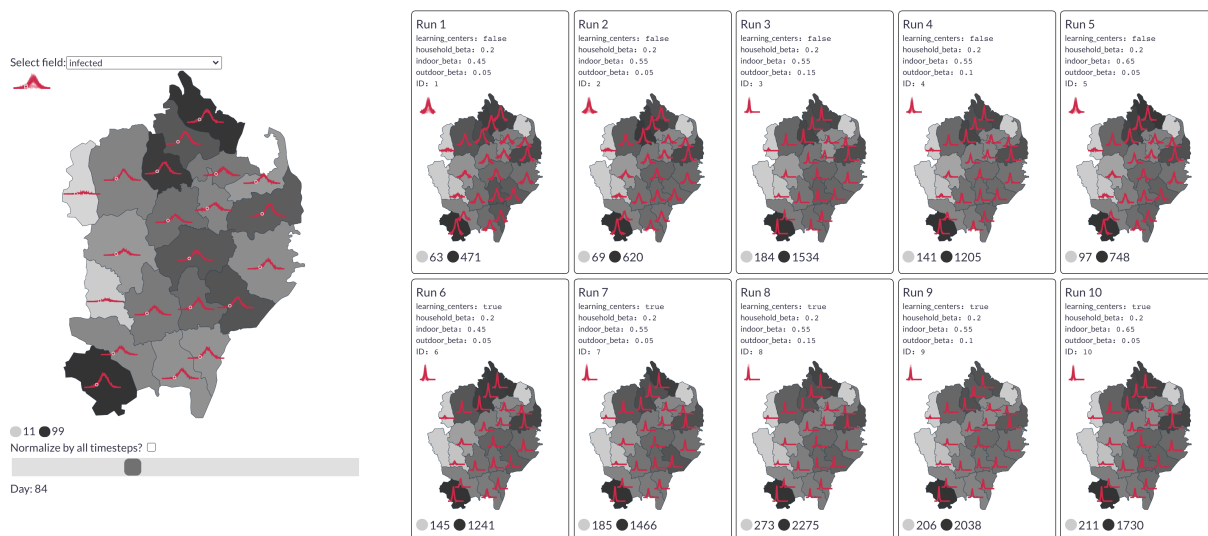 Select field: infected
11 99
Normalize by all timesteps?
Day: 84
Run 1
learning_centers: false
household_beta: 0.2
indoor_beta: 0.45
outdoor_beta: 0.05
ID: 1
63 471
Run 2
learning_centers: false
household_beta: 0.2
indoor_beta: 0.55
outdoor_beta: 0.05
ID: 2
69 620
Run 3
learning_centers: false
household_beta: 0.2
indoor_beta: 0.55
outdoor_beta: 0.15
ID: 3
184 1534
Run 4
learning_centers: false
household_beta: 0.2
indoor_beta: 0.55
outdoor_beta: 0.1
ID: 4
141 1205
Run 5
learning_centers: false
household_beta: 0.2
indoor_beta: 0.65
outdoor_beta: 0.05
ID: 5
97 748
Run 6
learning_centers: true
household_beta: 0.2
indoor_beta: 0.45
outdoor_beta: 0.05
ID: 6
145 1241
Run 7
learning_centers: true
household_beta: 0.2
indoor_beta: 0.55
outdoor_beta: 0.05
ID: 7
185 1466
Run 8
learning_centers: true
household_beta: 0.2
indoor_beta: 0.55
outdoor_beta: 0.15
ID: 8
273 2275
Run 9
learning_centers: true
household_beta: 0.2
indoor_beta: 0.55
outdoor_beta: 0.1
ID: 9
206 2038
Run 10
learning_centers: true
household_beta: 0.2
indoor_beta: 0.65
outdoor_beta: 0.05
ID: 10
211 1730